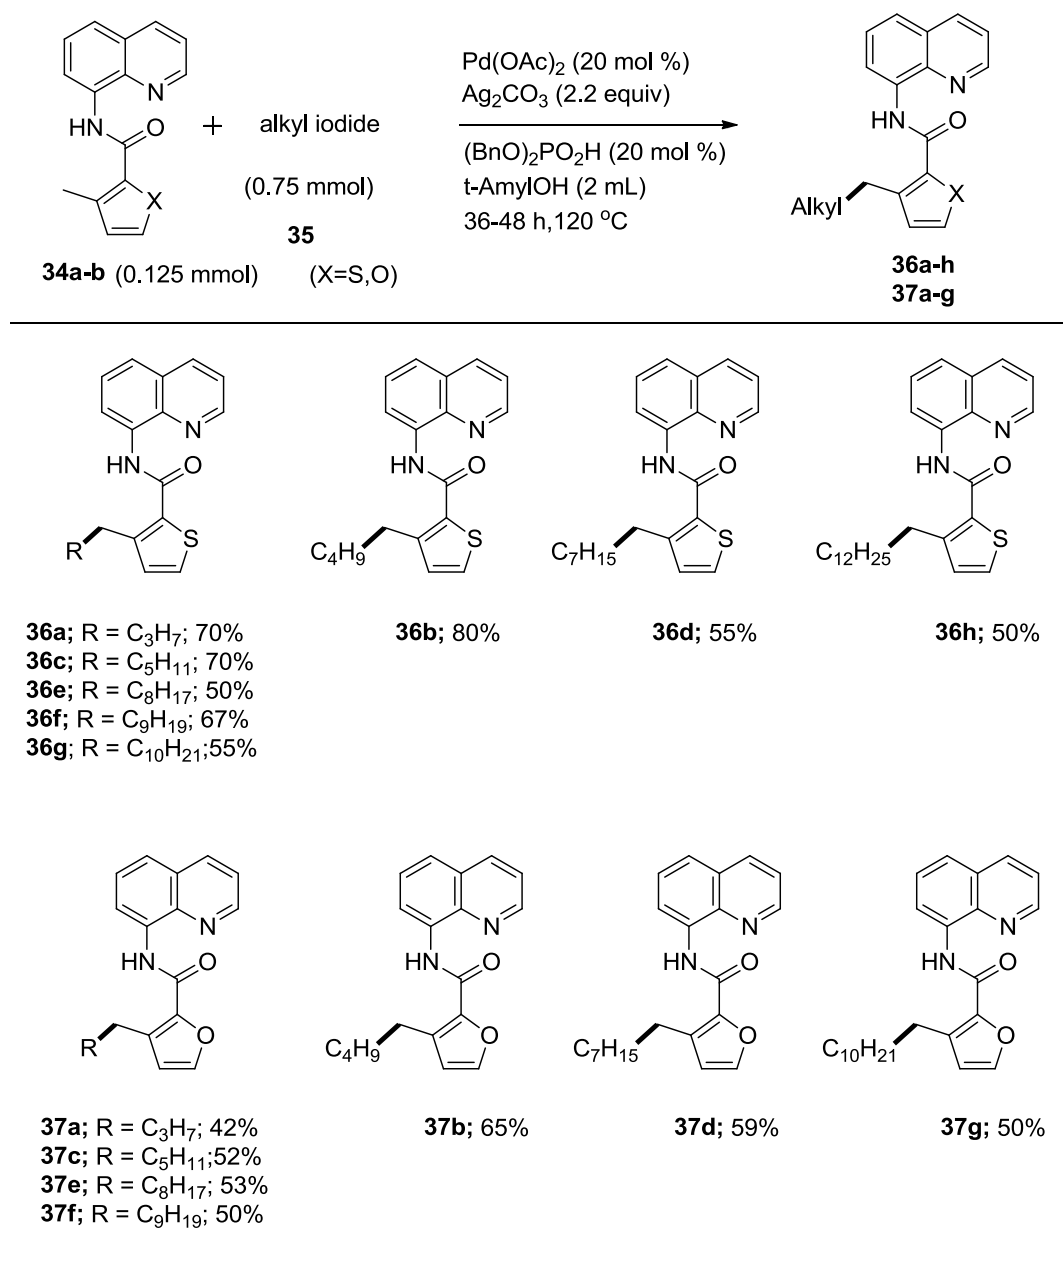 N
HN
O
X
+
alkyl iodide
(0.75 mmol)
35
34a-b (0.125 mmol)
(X=S,O)
Pd(OAc)2 (20 mol %)
Ag2CO3 (2.2 equiv)
(BnO)2PO2H (20 mol %)
t-AmylOH (2 mL)
36-48 h,120 oC
N
HN
O
X
Alkyl
36a-h
37a-g
N
HN
O
S
R
36a; R = C3H7; 70%
36c; R = C5H11; 70%
36e; R = C8H17; 50%
36f; R = C9H19; 67%
36g; R = C10H21;55%
N
HN
O
S
C4H9
36b; 80%
N
HN
O
S
C7H15
36d; 55%
N
HN
O
S
C12H25
36h; 50%
N
HN
O
O
R
37a; R = C3H7; 42%
37c; R = C5H11;52%
37e; R = C8H17; 53%
37f; R = C9H19; 50%
N
HN
O
O
C4H9
37b; 65%
N
HN
O
O
C7H15
37d; 59%
N
HN
O
O
C10H21
37g; 50%